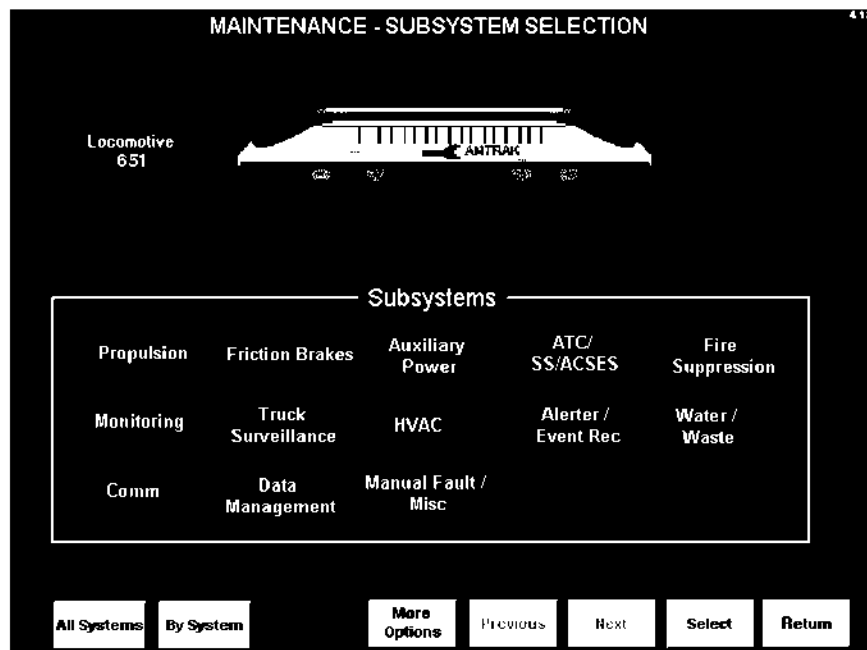 4.1
MAINTENANCE - SUBSYSTEM SELECTION
Locomotive
651
AMTRAK
Subsystems
Propulsion
Friction Brakes
Auxiliary
Power
ATC/
SS/ACSES
Fire
Suppression
Monitoring
Truck
Surveillance
HVAC
Alerter /
Event Rec
Water /
Waste
Comm
Data
Management
Manual Fault /
Misc
All Systems
By System
More
Options
Previous
Next
Select
Return